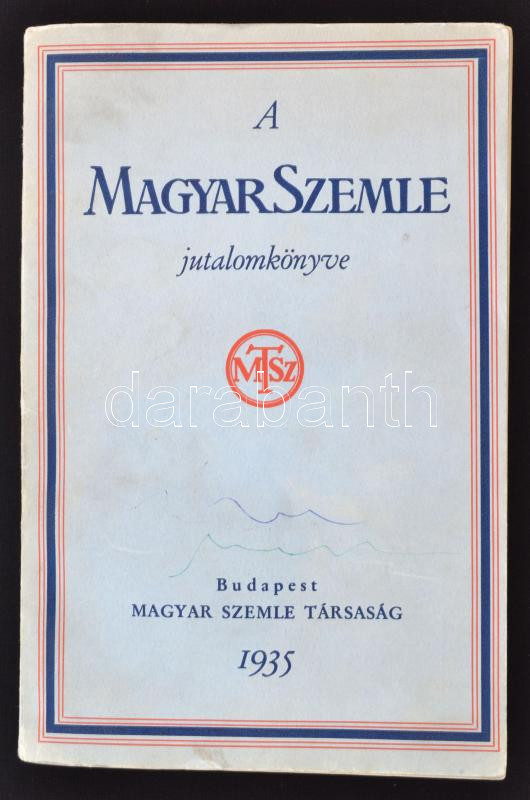 A
MAGYAR SZEMLE
jutalomkönyve
MTSZ
darabanth
Budapest
MAGYAR SZEMLE TÁRSASÁG
1935